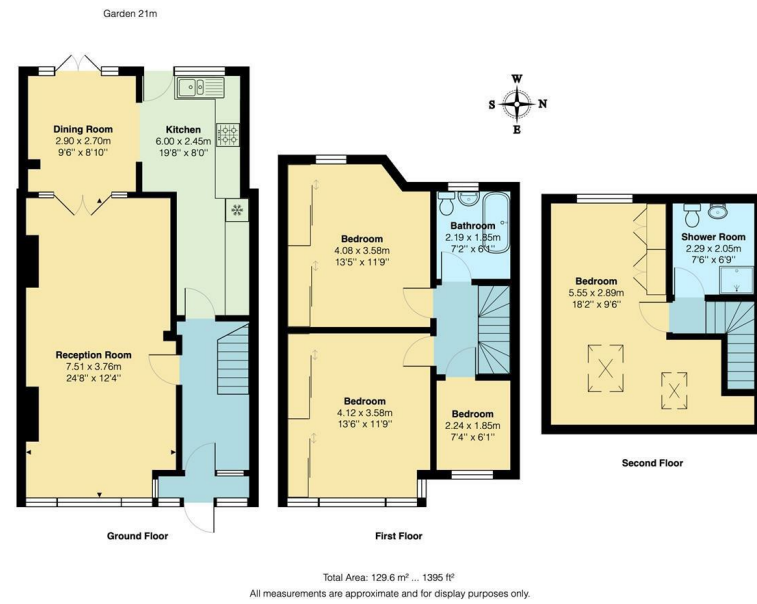 Garden 21m
W
S
N
E
Dining Room
2.90 x 2.70m
9'6'' x 8'10''
Kitchen
6.00 x 2.45m
19'8'' x 8'0''
Reception Room
7.51 x 3.76m
24'8'' x 12'4''
Ground Floor
Bedroom
4.08 x 3.58m
13'5'' x 11'9''
Bathroom
2.19 x 1.85m
7'2'' x 6'1''
Bedroom
4.12 x 3.58m
13'6'' x 11'9''
Bedroom
2.24 x 1.85m
7'4'' x 6'1''
First Floor
Bedroom
5.55 x 2.89m
18'2'' x 9'6''
Shower Room
2.29 x 2.05m
7'6'' x 6'9''
Second Floor
Total Area: 129.6 m² ... 1395 ft²
All measurements are approximate and for display purposes only.